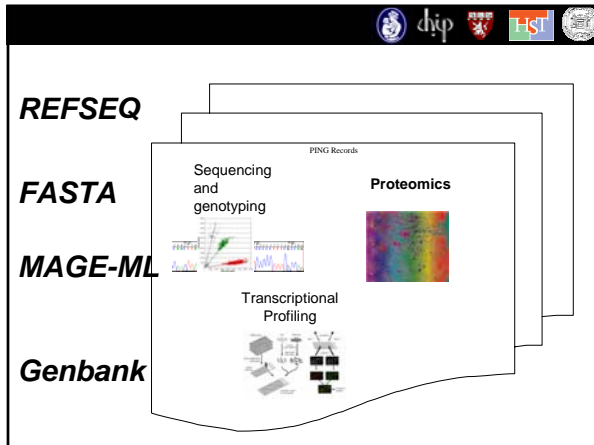 chip
HST
REFSEQ
PING Records
Sequencing
and
genotyping
Proteomics
FASTA
MAGE-ML
Transcriptional
Profiling
Genbank